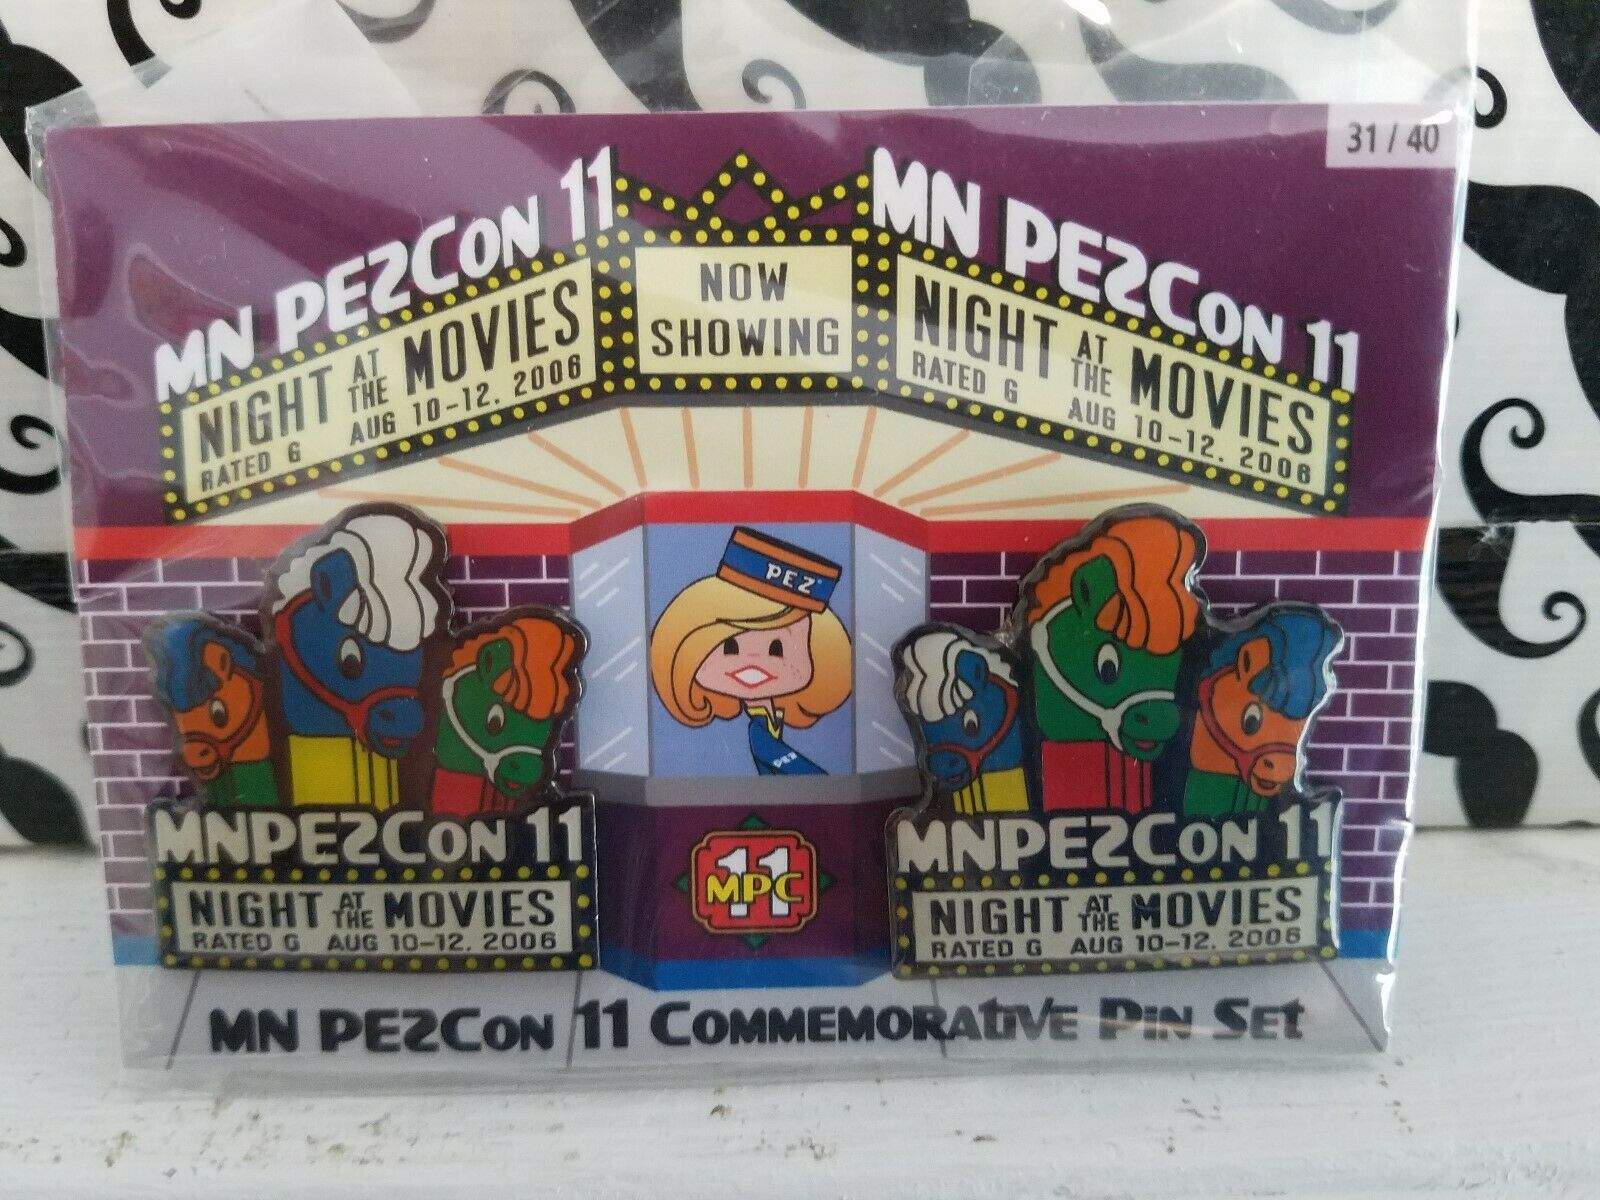 31 / 40
MN PEZCON 11
NIGHT AT THE MOVIES
RATED G AUG 10-12, 2006
NOW
SHOWING
MN PEZCON 11
NIGHT AT THE MOVIES
RATED G AUG 10-12, 2006
PEZ
PEZ
MNPEZCON 11
NIGHT AT THE MOVIES
RATED G AUG 10-12, 2006
11
MPC
MNPEZCON 11
NIGHT AT THE MOVIES
RATED G AUG 10-12, 2006
MN PEZCON 11 COMMEMORATIVE PIN SET